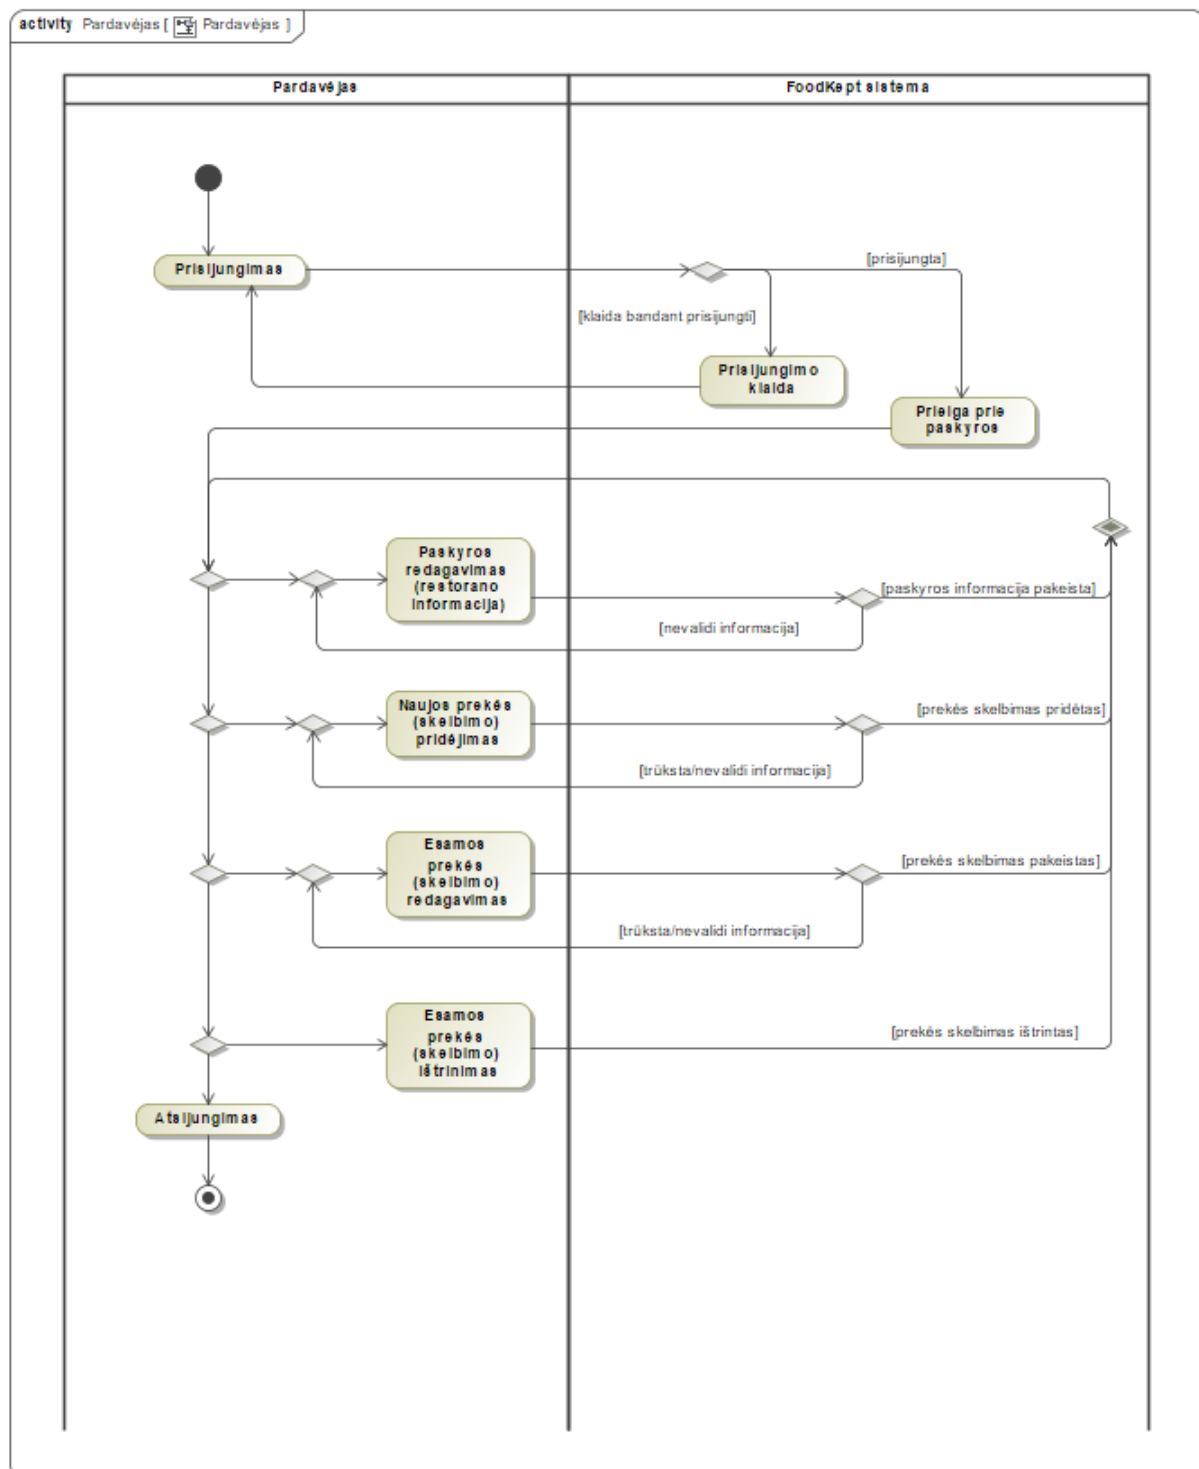 activity Pardavėjas [ Pardavėjas ]
Pardavėjas
FoodKept sistema
Prisijungimas
[prisijungta]
[klaida bandant prisijungti]
Prisijungimo
klaida
Prieiga prie
paskyros
Paskyros
redagavimas
(restorano
informacija)
[paskyros informacija pakeista]
[nevalidi informacija]
Naujos prekės
(skelbimo)
pridėjimas
[prekės skelbimas pridėtas]
[trūksta/nevalidi informacija]
Esamos
prekės
(skelbimo)
redagavimas
[prekės skelbimas pakeistas]
[trūksta/nevalidi informacija]
Esamos
prekės
(skelbimo)
ištrinimas
[prekės skelbimas ištrintas]
Atsijungimas